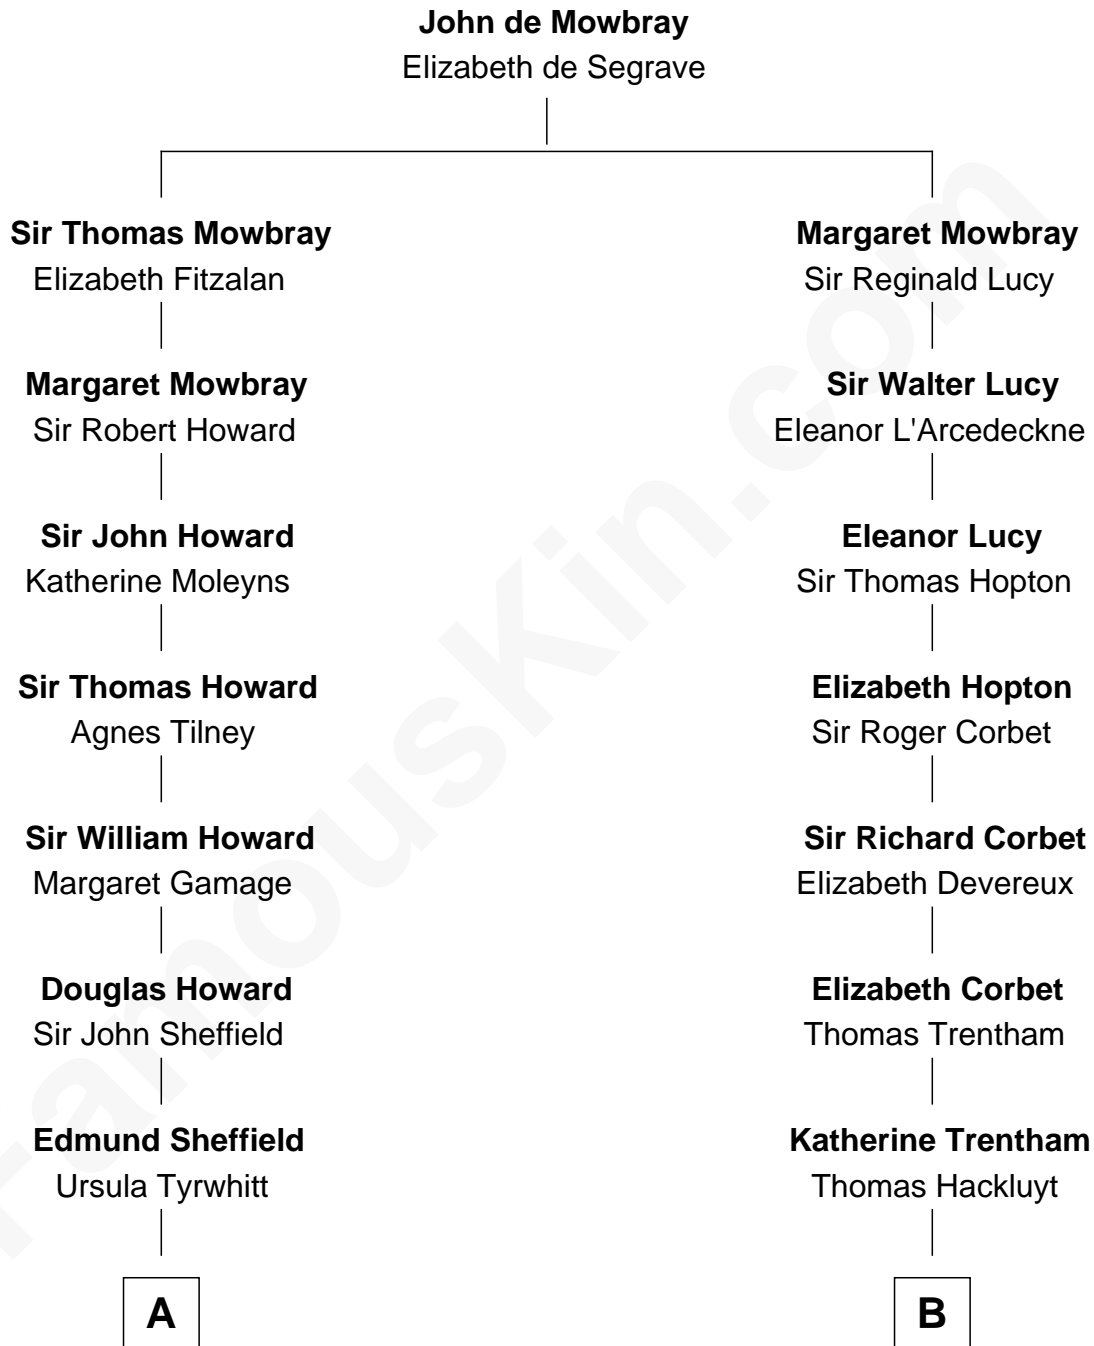 John de Mowbray
Elizabeth de Segrave
Sir Thomas Mowbray
Elizabeth Fitzalan
Margaret Mowbray
Sir Reginald Lucy
Margaret Mowbray
Sir Robert Howard
Sir Walter Lucy
Eleanor L'Arcedeckne
Sir John Howard
Katherine Moleyns
Eleanor Lucy
Sir Thomas Hopton
Sir Thomas Howard
Agnes Tilney
Elizabeth Hopton
Sir Roger Corbet
Sir William Howard
Margaret Gamage
Sir Richard Corbet
Elizabeth Devereux
Douglas Howard
Sir John Sheffield
Elizabeth Corbet
Thomas Trentham
Edmund Sheffield
Ursula Tyrwhitt
Katherine Trentham
Thomas Hackluyt
A
B
FamousKin.com